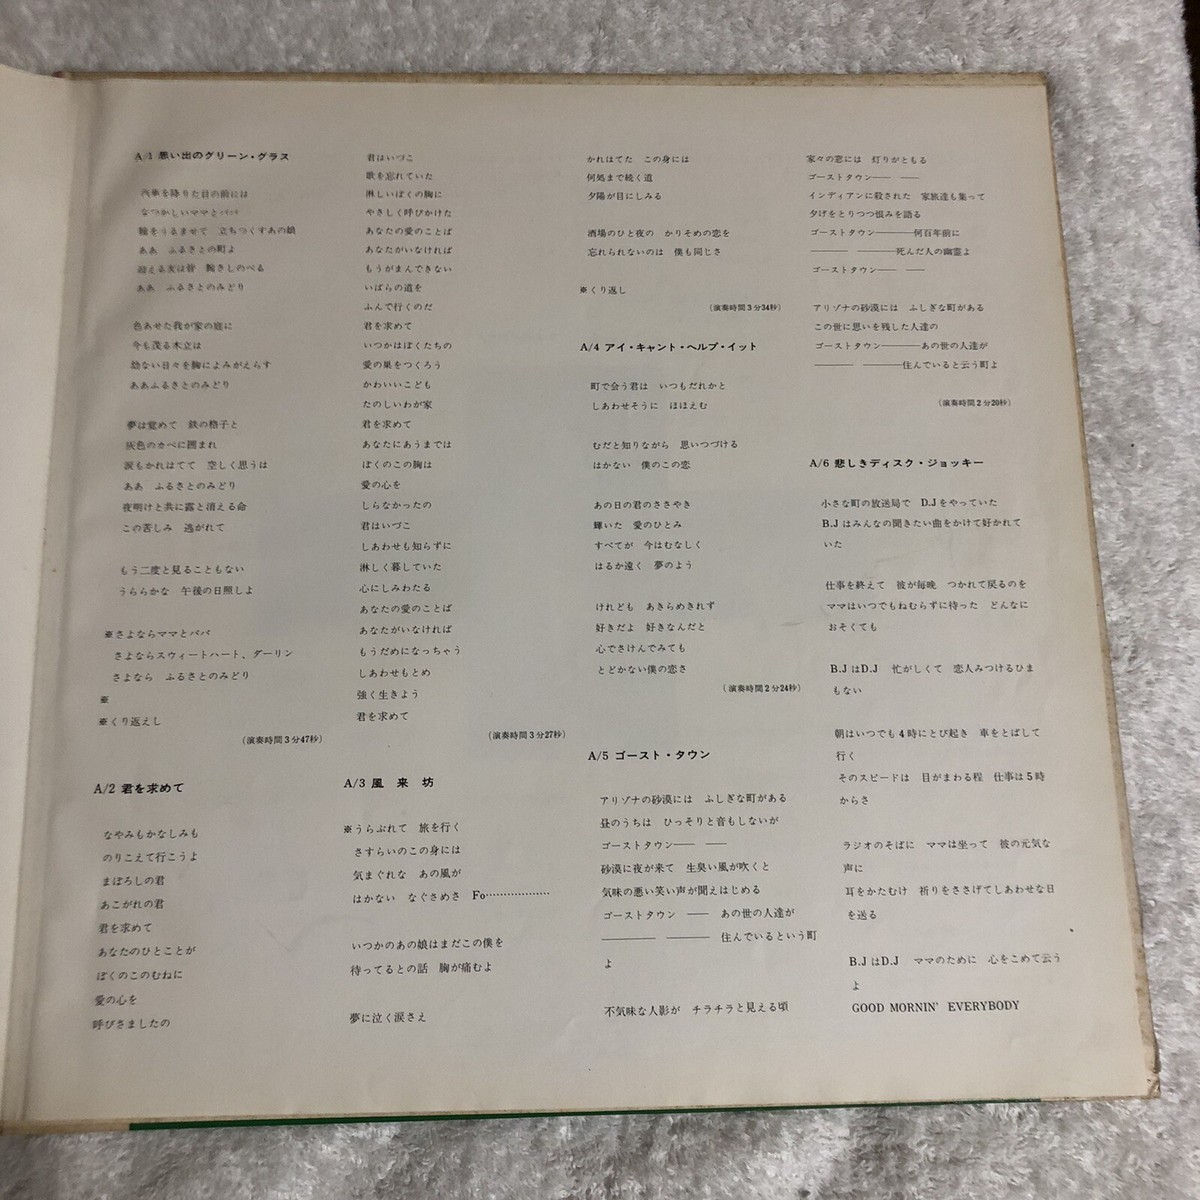 A/1 思い出のグリーン・グラス
汽車を降りた目の前には
なつかしいママとパパ
瞳をうるませて 立ちつくすあの娘
ああ ふるさとの町よ
迎える友は皆 腕さしのべる
ああ ふるさとのみどり
色あせた我が家の庭に
今も茂る木立は
幼ない日々を胸によみがえらす
ああふるさとのみどり
夢は覚めて 鉄の格子と
灰色のカベに囲まれ
涙もかれはてて 空しく思うは
ああ ふるさとのみどり
夜明けと共に露と消える命
この苦しみ 逃がれて
もう二度と見ることもない
うららかな 午後の日照しよ
※さよならママとパパ
さよならスウィートハート、ダーリン
さよなら ふるさとのみどり
※
※くり返えし
(演奏時間3分47秒)
A/2 君を求めて
なやみもかなしみも
のりこえて行こうよ
まぼろしの君
あこがれの君
君を求めて
あなたのひとことが
ぼくのこのむねに
愛の心を
呼びさましたの
君はいづこ
歌を忘れていた
淋しいぼくの胸に
やさしく呼びかけた
あなたの愛のことば
あなたがいなければ
もうがまんできない
いばらの道を
ふんで行くのだ
君を求めて
いつかはぼくたちの
愛の巣をつくろう
かわいいこども
たのしいわが家
君を求めて
あなたにあうまでは
ぼくのこの胸は
愛の心を
しらなかったの
君はいづこ
しあわせも知らずに
淋しく暮していた
心にしみわたる
あなたの愛のことば
あなたがいなければ
もうだめになっちゃう
しあわせもとめ
強く生きよう
君を求めて
(演奏時間3分27秒)
A/3 風 来 坊
※うらぶれて 旅を行く
さすらいのこの身には
気まぐれな あの風が
はかない なぐさめさ Fo………………
いつかのあの娘はまだこの僕を
待ってるとの話 胸が痛むよ
夢に泣く涙さえ
かれはてた この身には
何処まで続く道
夕陽が目にしみる
酒場のひと夜の かりそめの恋を
忘れられないのは 僕も同じさ
※くり返し
(演奏時間3分34秒)
A/4 アイ・キャント・ヘルプ・イット
町で会う君は いつもだれかと
しあわせそうに ほほえむ
むだと知りながら 思いつづける
はかない 僕のこの恋
あの日の君のささやき
輝いた 愛のひとみ
すべてが 今はむなしく
はるか遠く 夢のよう
けれども あきらめきれず
好きだよ 好きなんだと
心でさけんでみても
とどかない僕の恋さ
(演奏時間2分24秒)
A/5 ゴースト・タウン
アリゾナの砂漠には ふしぎな町がある
昼のうちは ひっそりと音もしないが
ゴーストタウン── ──
砂漠に夜が来て 生臭い風が吹くと
気味の悪い笑い声が聞えはじめる
ゴーストタウン ── あの世の人達が
───── ──── 住んでいるという町
よ
不気味な人影が チラチラと見える頃
家々の窓には 灯りがともる
ゴーストタウン── ──
インディアンに殺された 家族達も集って
夕げをとりつつ恨みを語る
ゴーストタウン────何百年前に
──── ────死んだ人の幽霊よ
ゴーストタウン── ──
アリゾナの砂漠には ふしぎな町がある
この世に思いを残した人達の
ゴーストタウン────あの世の人達が
──── ────住んでいると云う町よ
(演奏時間2分20秒)
A/6 悲しきディスク・ジョッキー
小さな町の放送局で D.Jをやっていた
B.Jはみんなの聞きたい曲をかけて好かれて
いた
仕事を終えて 彼が毎晩 つかれて戻るのを
ママはいつでもねむらずに待った どんなに
おそくても
B.JはD.J 忙がしくて 恋人みつけるひま
もない
朝はいつでも4時にとび起き 車をとばして
行く
そのスピードは 目がまわる程 仕事は5時
からさ
ラジオのそばに ママは坐って 彼の元気な
声に
耳をかたむけ 祈りをささげてしあわせな日
を送る
B.JはD.J ママのために 心をこめて云う
よ
GOOD MORNIN' EVERYBODY